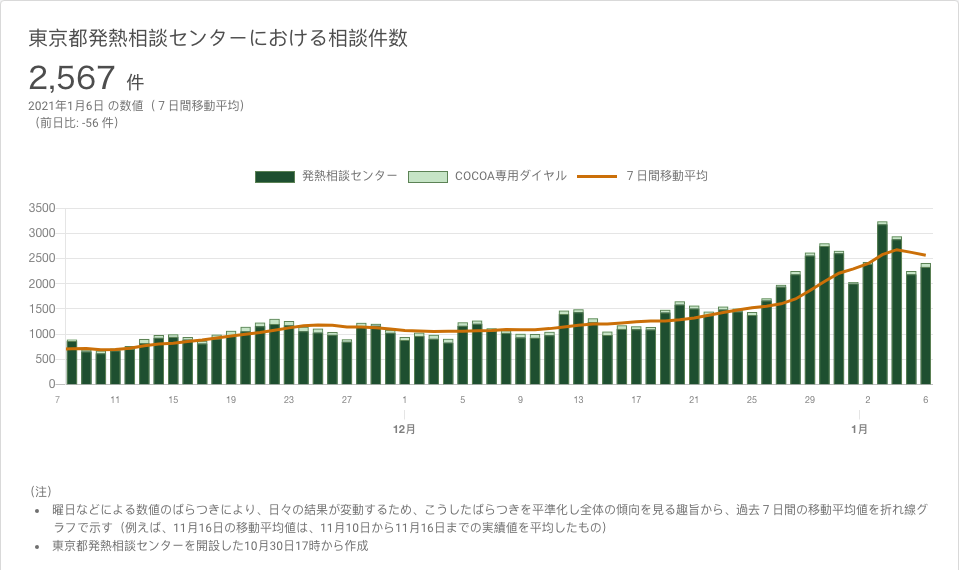 東京都発熱相談センターにおける相談件数
2,567 件
2021年1月6日 の数値（７日間移動平均）
（前日比: -56 件）
発熱相談センター COCOA専用ダイヤル ７日間移動平均
3500
3000
2500
2000
1500
1000
500
0
7 11 15 19 23 27 1 5 9 13 17 21 25 29 2 6
12月 1月
（注）
• 曜日などによる数値のばらつきにより、日々の結果が変動するため、こうしたばらつきを平準化し全体の傾向を見る趣旨から、過去７日間の移動平均値を折れ線グ
ラフで示す（例えば、11月16日の移動平均値は、11月10日から11月16日までの実績値を平均したもの）
• 東京都発熱相談センターを開設した10月30日17時から作成